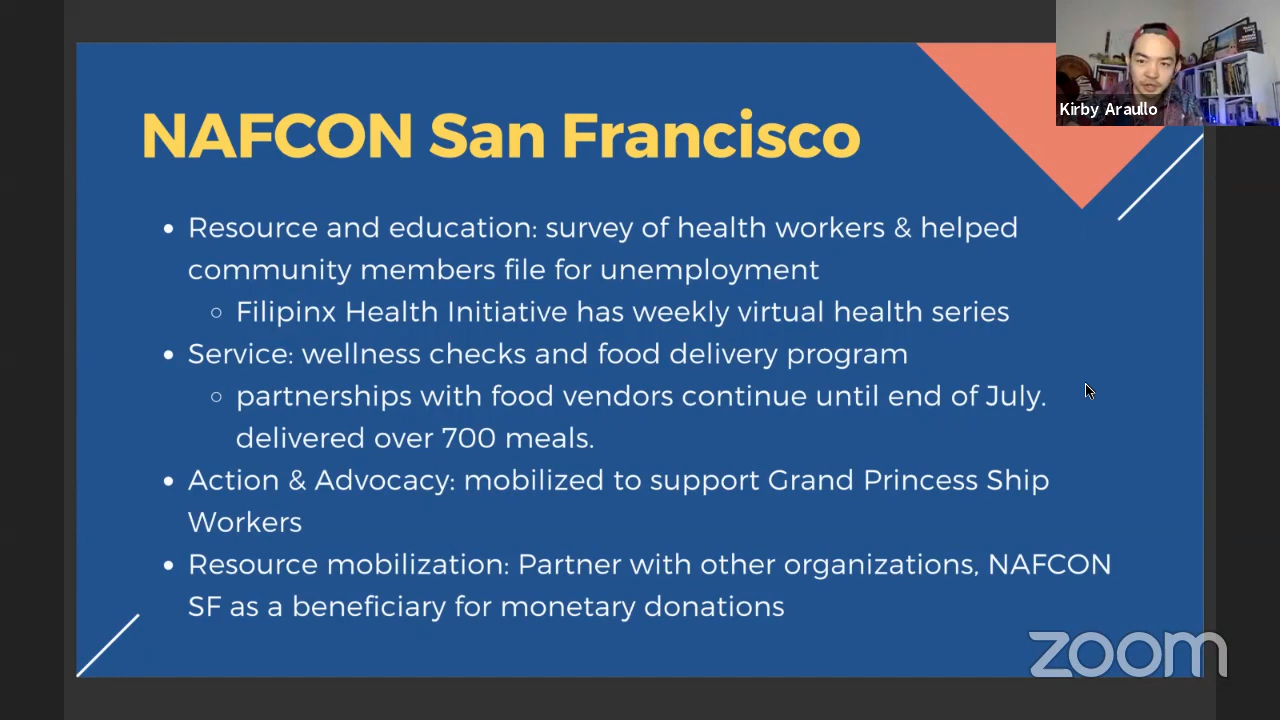 NAFCON San Francisco
Kirby Araullo
• Resource and education: survey of health workers & helped
community members file for unemployment
◦ Filipinx Health Initiative has weekly virtual health series
• Service: wellness checks and food delivery program
◦ partnerships with food vendors continue until end of July.
delivered over 700 meals.
• Action & Advocacy: mobilized to support Grand Princess Ship
Workers
• Resource mobilization: Partner with other organizations, NAFCON
SF as a beneficiary for monetary donations
zoom